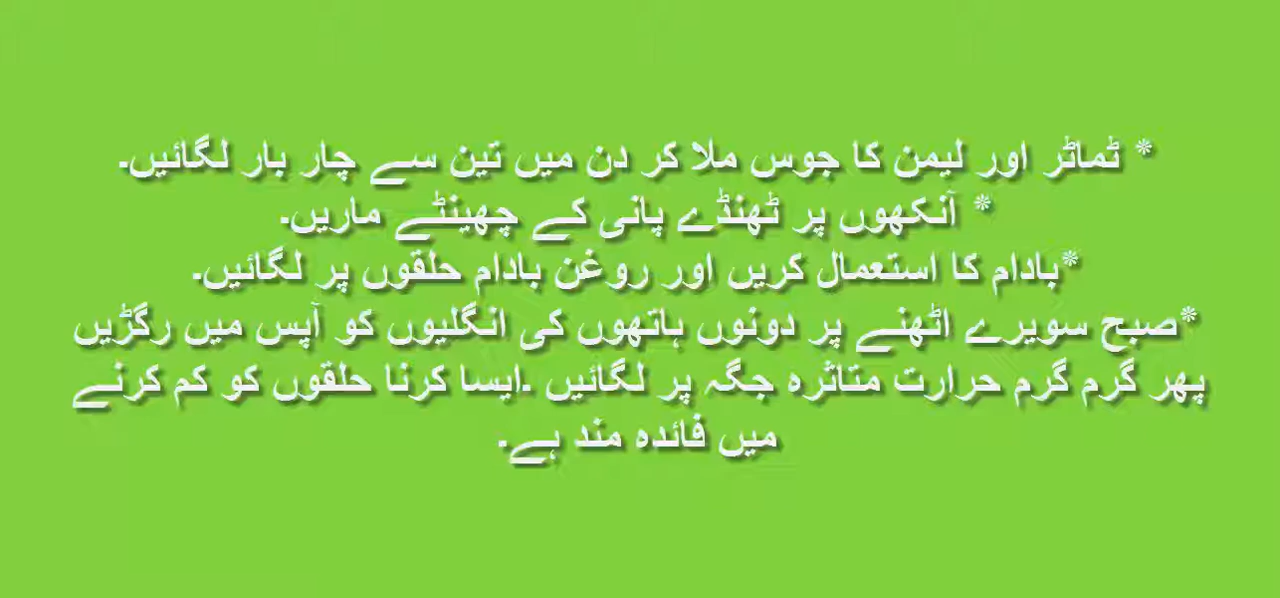 * ٹماٹر اور لیمن کا جوس ملا کر دن میں تین سے چار بار لگائیں۔
* آنکھوں پر ٹھنڈے پانی کے چھینٹے ماریں۔
*بادام کا استعمال کریں اور روغن بادام حلقوں پر لگائیں۔
*صبح سویرے اٹھنے پر دونوں ہاتھوں کی انگلیوں کو آپس میں رگڑیں
پھر گرم گرم حرارت متاثرہ جگہ پر لگائیں .ایسا کرنا حلقوں کو کم کرنے
میں فائدہ مند ہے۔